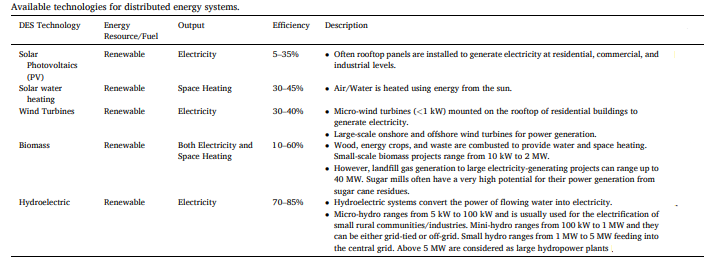 Available technologies for distributed energy systems.
DES Technology Energy Resource/Fuel Output Efficiency Description
Solar Photovoltaics (PV) Renewable Electricity 5–35% • Often rooftop panels are installed to generate electricity at residential, commercial, and
industrial levels.
Solar water heating Renewable Space Heating 30–45% • Air/Water is heated using energy from the sun.
Wind Turbines Renewable Electricity 30–40% • Micro-wind turbines (<1 kW) mounted on the rooftop of residential buildings to
generate electricity.
• Large-scale onshore and offshore wind turbines for power generation.
Biomass Renewable Both Electricity and Space Heating 10–60% • Wood, energy crops, and waste are combusted to provide water and space heating.
Small-scale biomass projects range from 10 kW to 2 MW.
• However, landfill gas generation to large electricity-generating projects can range up to
40 MW. Sugar mills often have a very high potential for their power generation from
sugar cane residues.
Hydroelectric Renewable Electricity 70–85% • Hydroelectric systems convert the power of flowing water into electricity.
• Micro-hydro ranges from 5 kW to 100 kW and is usually used for the electrification of
small rural communities/industries. Mini-hydro ranges from 100 kW to 1 MW and they
can be either grid-tied or off-grid. Small hydro ranges from 1 MW to 5 MW feeding into
the central grid. Above 5 MW are considered as large hydropower plants .